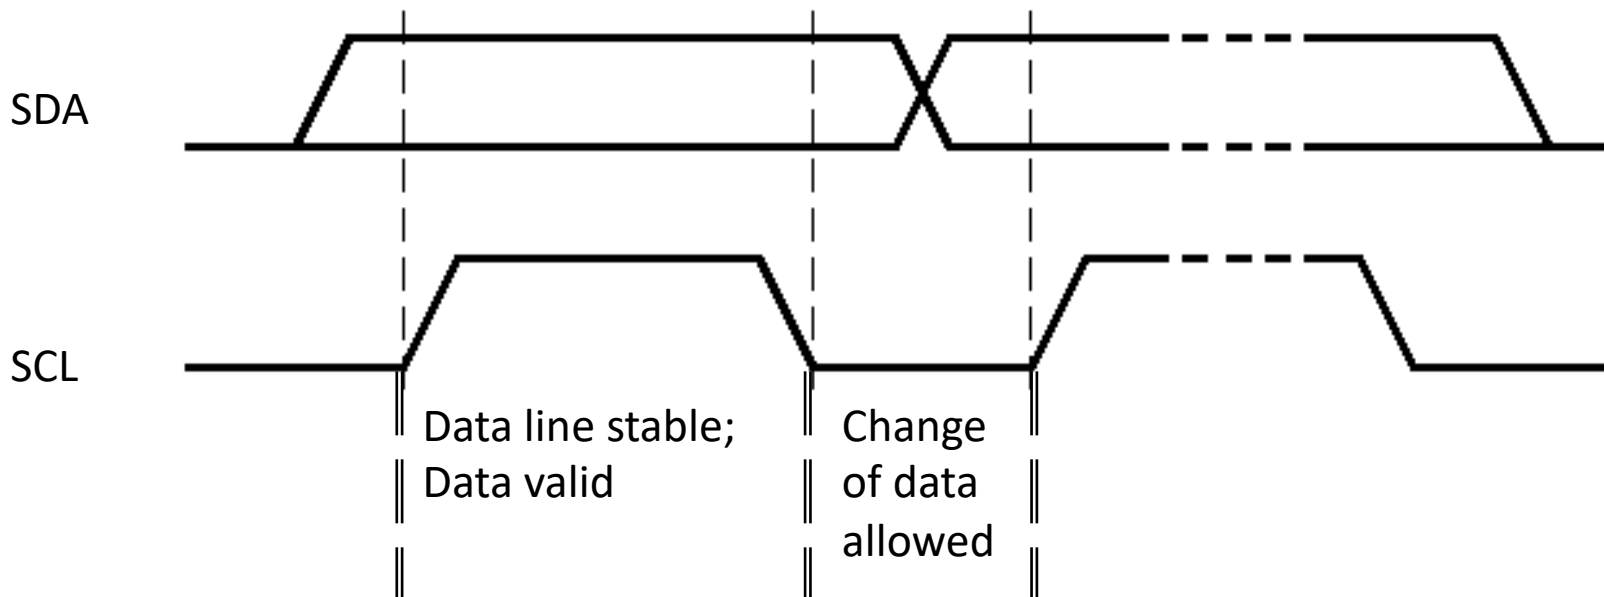 SDA
SCL
Data line stable;
Data valid
Change
of data
allowed